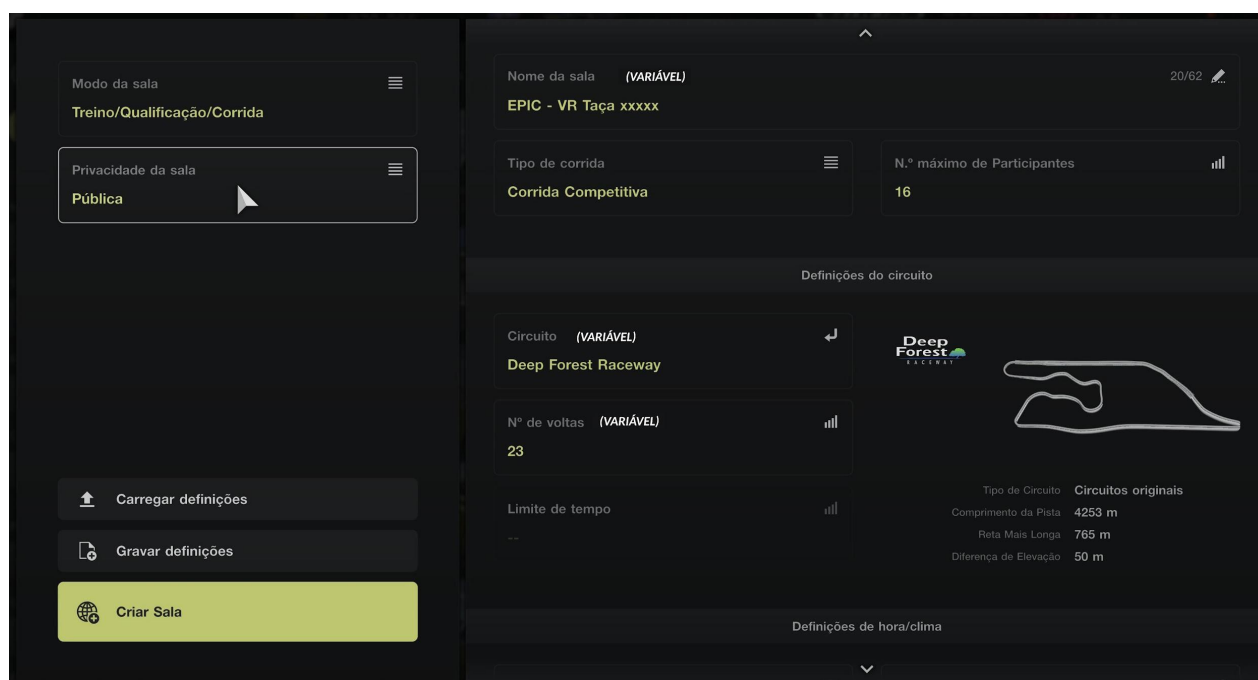 Modo da sala
Treino/Qualificação/Corrida
Privacidade da sala
Pública
Carregar definições
Gravar definições
Criar Sala
Nome da sala (VARIÁVEL) 20/62
EPIC - VR Taça xxxxx
Tipo de corrida
Corrida Competitiva
N.º máximo de Participantes
16
Definições do circuito
Circuito (VARIÁVEL)
Deep Forest Raceway
Deep
Forest
RACEWAY
Nº de voltas (VARIÁVEL)
23
Limite de tempo
--
Tipo de Circuito Circuitos originais
Comprimento da Pista 4253 m
Reta Mais Longa 765 m
Diferença de Elevação 50 m
Definições de hora/clima